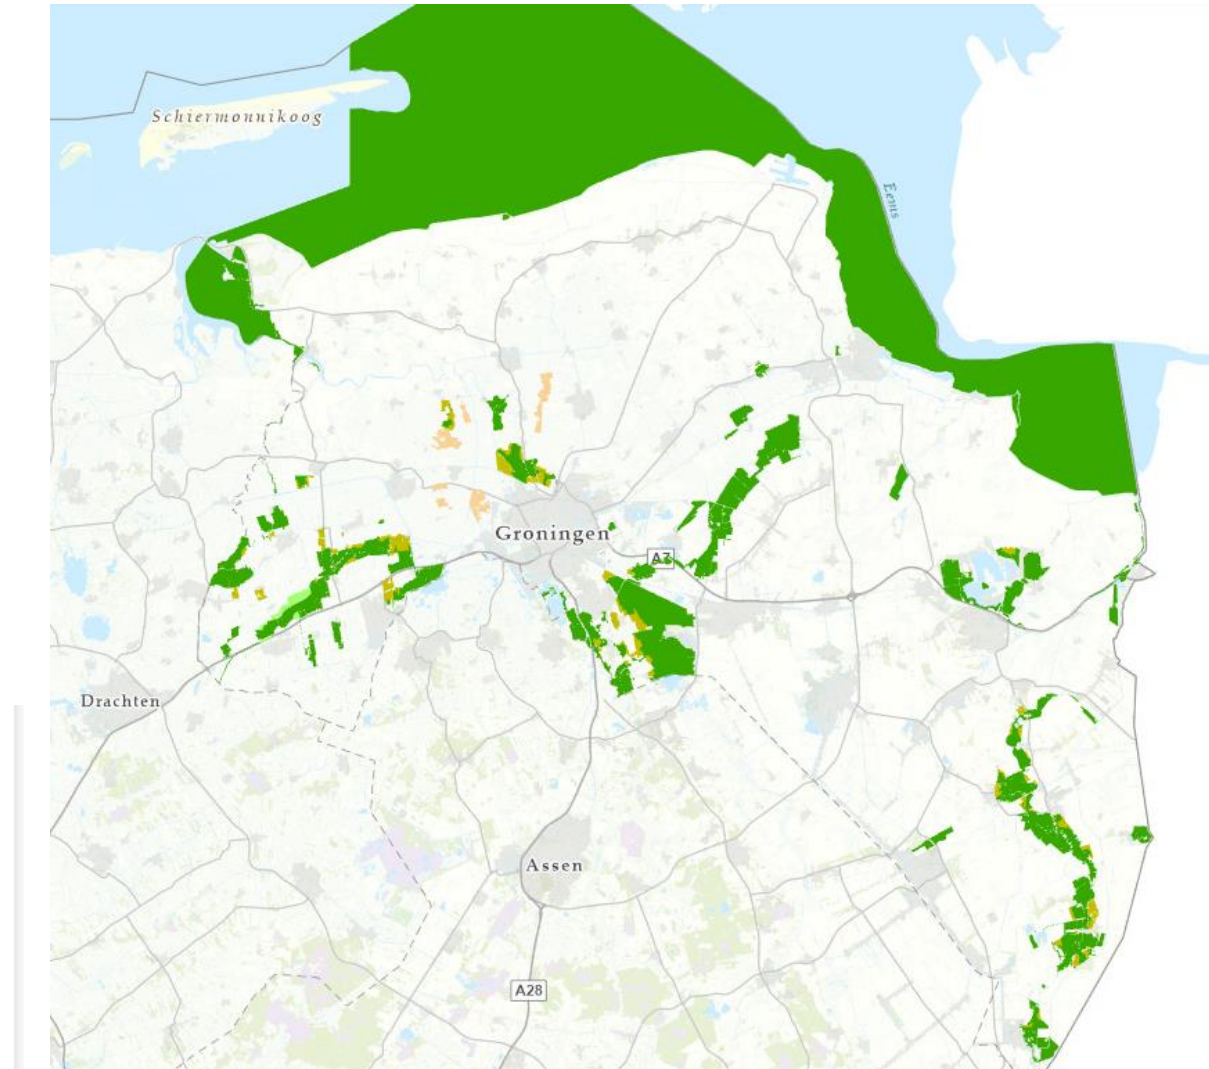 Schiermonnikoog
Eems
Groningen
A7
Drachten
Assen
A28